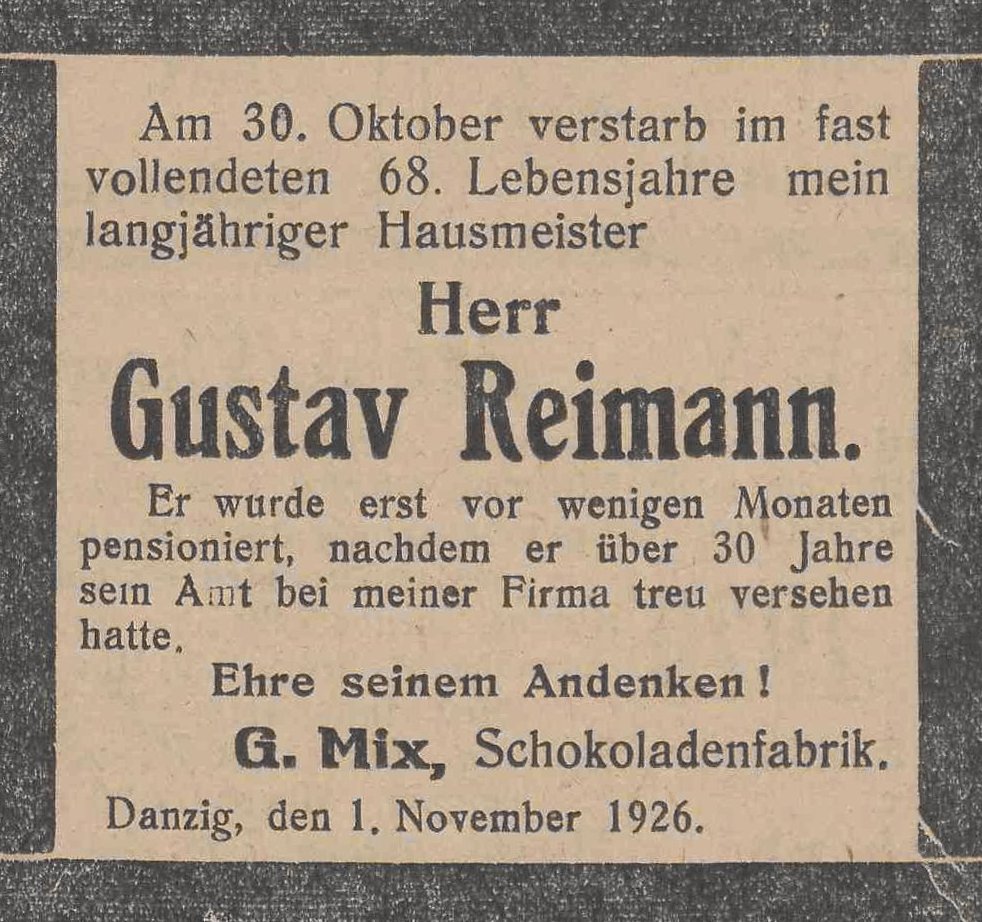 Am 30. Oktober verstarb im fast
vollendeten 68. Lebensjahre mein
langjähriger Hausmeister
Herr
Gustav Reimann.
Er wurde erst vor wenigen Monaten
pensioniert, nachdem er über 30 Jahre
sein Amt bei meiner Firma treu versehen
hatte.
Ehre seinem Andenken!
G. Mix, Schokoladenfabrik.
Danzig, den 1. November 1926.